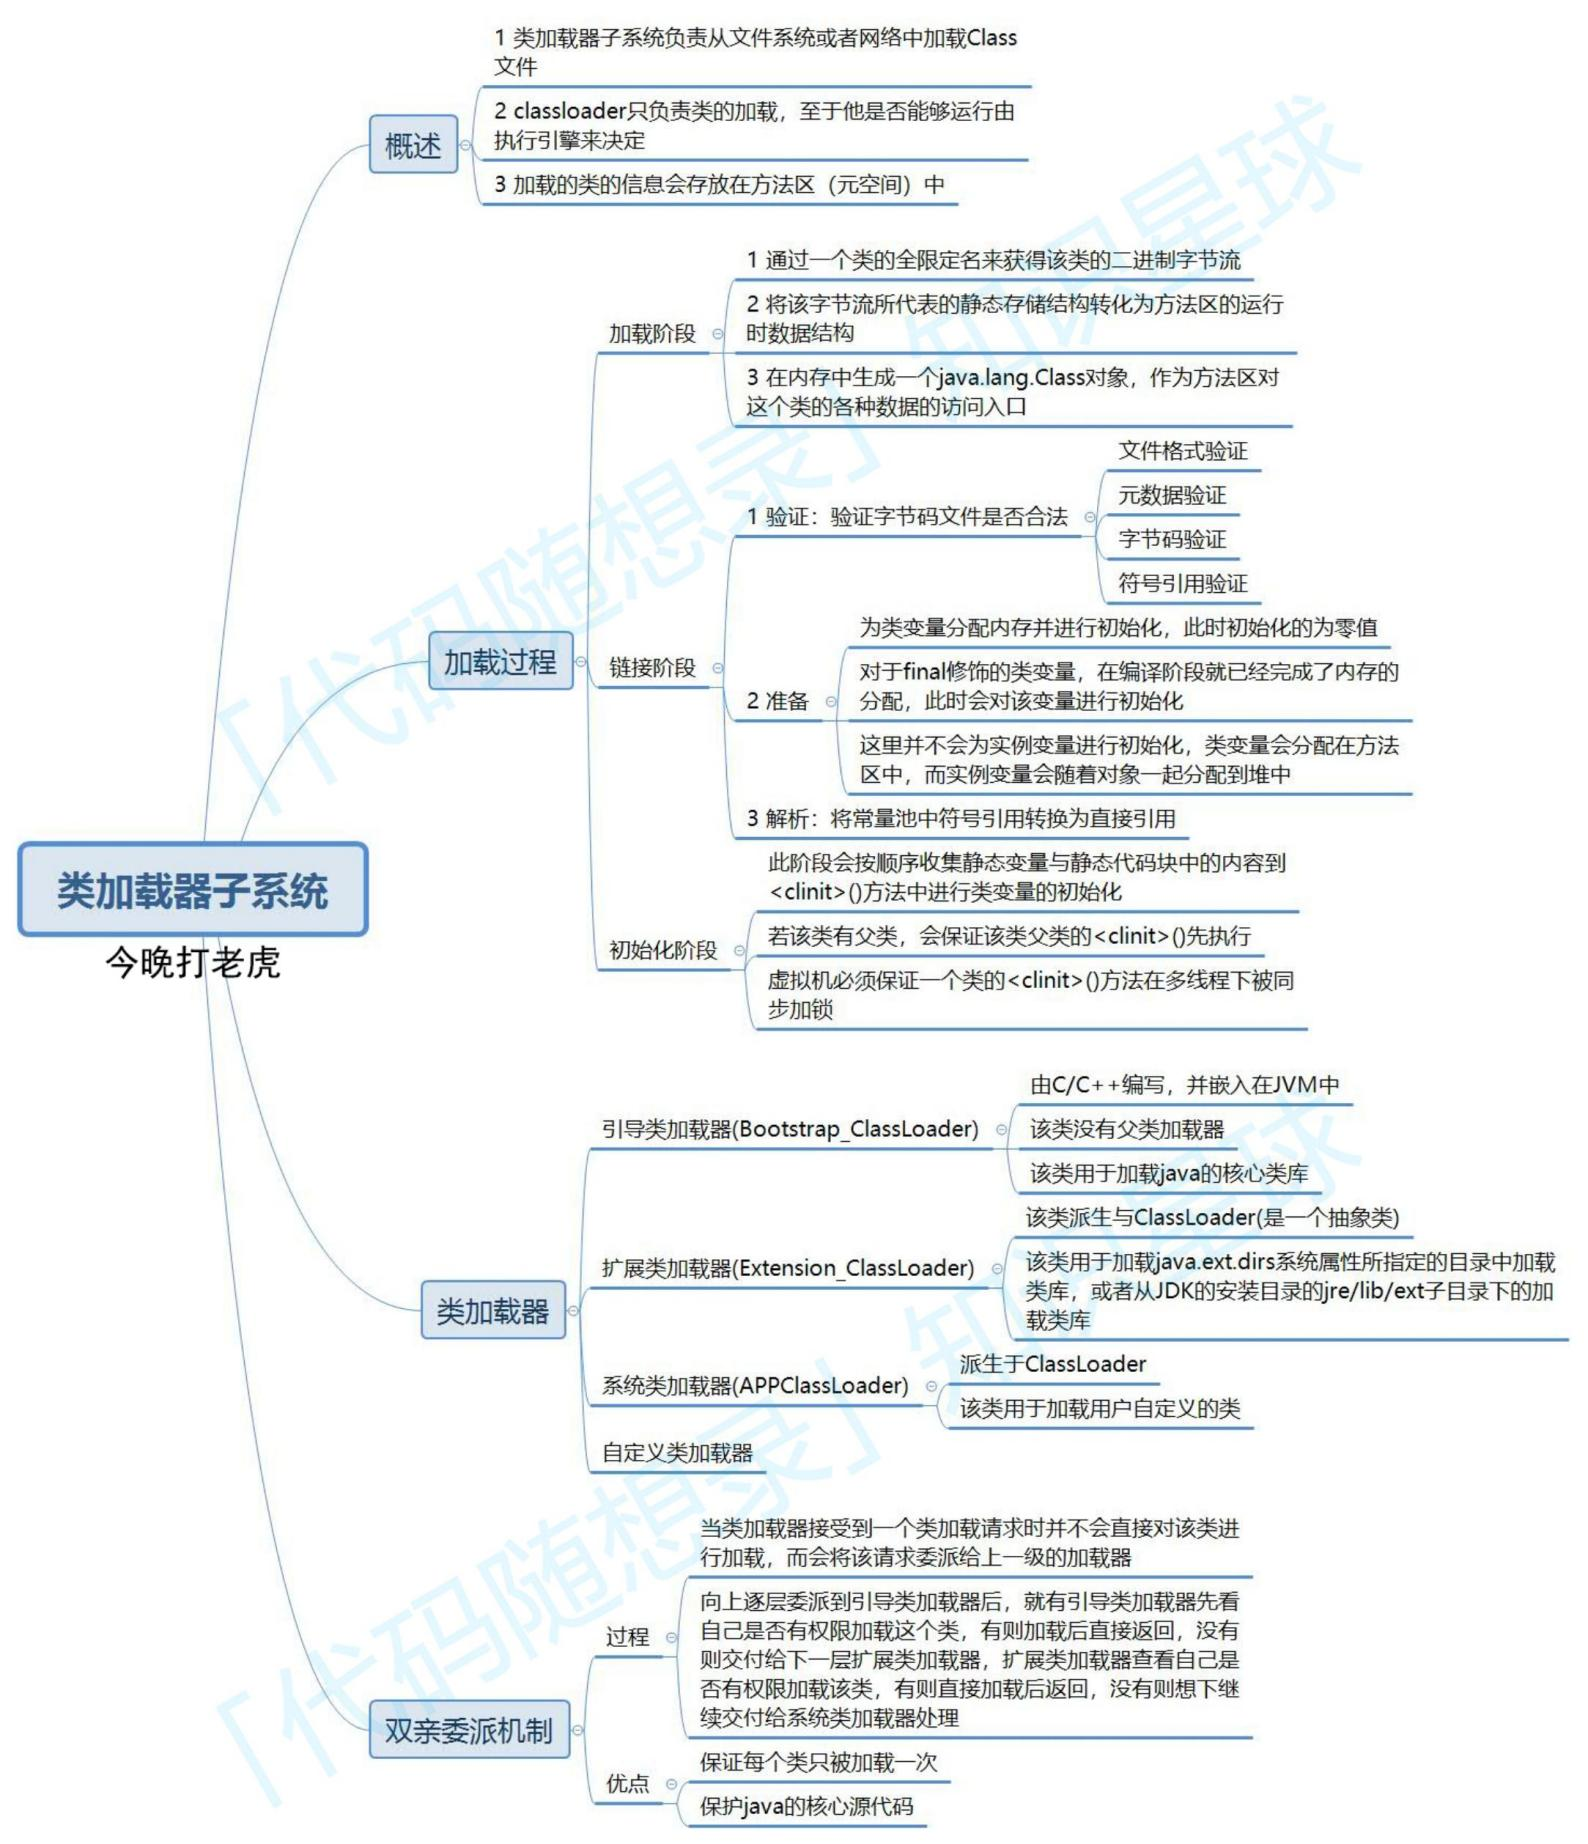 1 类加载器子系统负责从文件系统或者网络中加载Class
文件
概述
2 classloader只负责类的加载，至于他是否能够运行由
执行引擎来决定
3 加载的类的信息会存放在方法区（元空间）中
加载过程
加载阶段
1 通过一个类的全限定名来获得该类的二进制字节流
2 将该字节流所代表的静态存储结构转化为方法区的运行
时数据结构
3 在内存中生成一个java.lang.Class对象，作为方法区对
这个类的各种数据的访问入口
链接阶段
1 验证：验证字节码文件是否合法
文件格式验证
元数据验证
字节码验证
符号引用验证
2 准备
为类变量分配内存并进行初始化，此时初始化的为零值
对于final修饰的类变量，在编译阶段就已经完成了内存的
分配，此时会对该变量进行初始化
这里并不会为实例变量进行初始化，类变量会分配在方法
区中，而实例变量会随着对象一起分配到堆中
3 解析：将常量池中符号引用转换为直接引用
初始化阶段
此阶段会按顺序收集静态变量与静态代码块中的内容到
<clinit>()方法中进行类变量的初始化
若该类有父类，会保证该类父类的<clinit>()先执行
虚拟机必须保证一个类的<clinit>()方法在多线程下被同
步加锁
类加载器子系统
今晚打老虎
类加载器
引导类加载器(Bootstrap_ClassLoader)
由C/C++编写，并嵌入在JVM中
该类没有父类加载器
该类用于加载java的核心类库
扩展类加载器(Extension_ClassLoader)
该类派生与ClassLoader(是一个抽象类)
该类用于加载java.ext.dirs系统属性所指定的目录中加载
类库，或者从JDK的安装目录的jre/lib/ext子目录下的加
载类库
系统类加载器(APPClassLoader)
派生于ClassLoader
该类用于加载用户自定义的类
自定义类加载器
双亲委派机制
过程
当类加载器接受到一个类加载请求时并不会直接对该类进
行加载，而会将该请求委派给上一级的加载器
向上逐层委派到引导类加载器后，就有引导类加载器先看
自己是否有权限加载这个类，有则加载后直接返回，没有
则交付给下一层扩展类加载器，扩展类加载器查看自己是
否有权限加载该类，有则直接加载后返回，没有则想下继
续交付给系统类加载器处理
优点
保证每个类只被加载一次
保护java的核心源代码
「代码随想录」知识星球
「代码随想录」知识星球